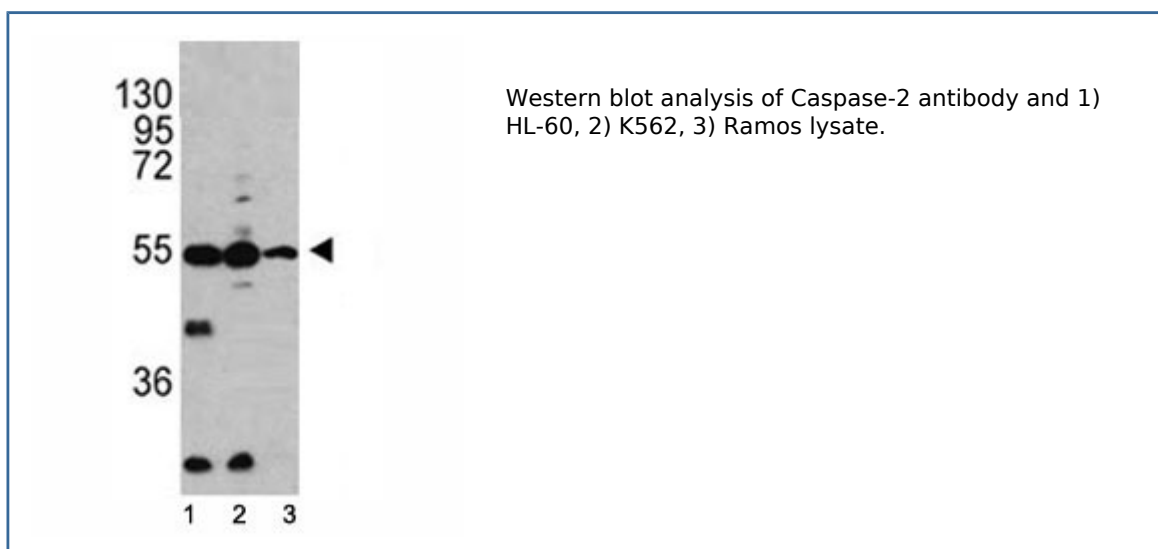 130
95
72
55
36
1 2 3
Western blot analysis of Caspase-2 antibody and 1)
HL-60, 2) K562, 3) Ramos lysate.